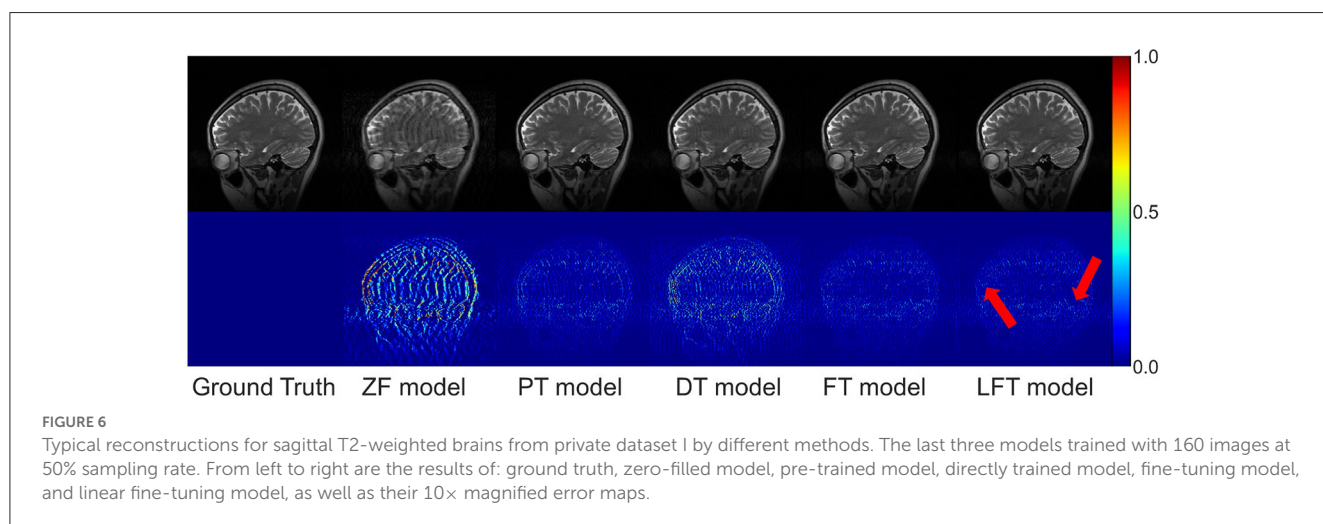 1.0
0.5
0.0
Ground Truth ZF model PT model DT model FT model LFT model
FIGURE 6
Typical reconstructions for sagittal T2-weighted brains from private dataset I by different methods. The last three models trained with 160 images at
50% sampling rate. From left to right are the results of: ground truth, zero-filled model, pre-trained model, directly trained model, fine-tuning model,
and linear fine-tuning model, as well as their 10× magnified error maps.